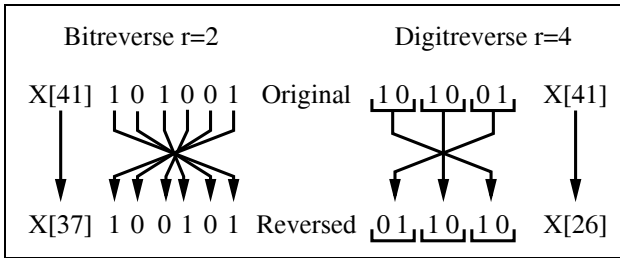 Bitreverse r=2 Digitreverse r=4
X[41] 1 0 1 0 0 1 Original 1 0 1 0 0 1 X[41]
X[37] 1 0 0 1 0 1 Reversed 0 1 1 0 1 0 X[26]